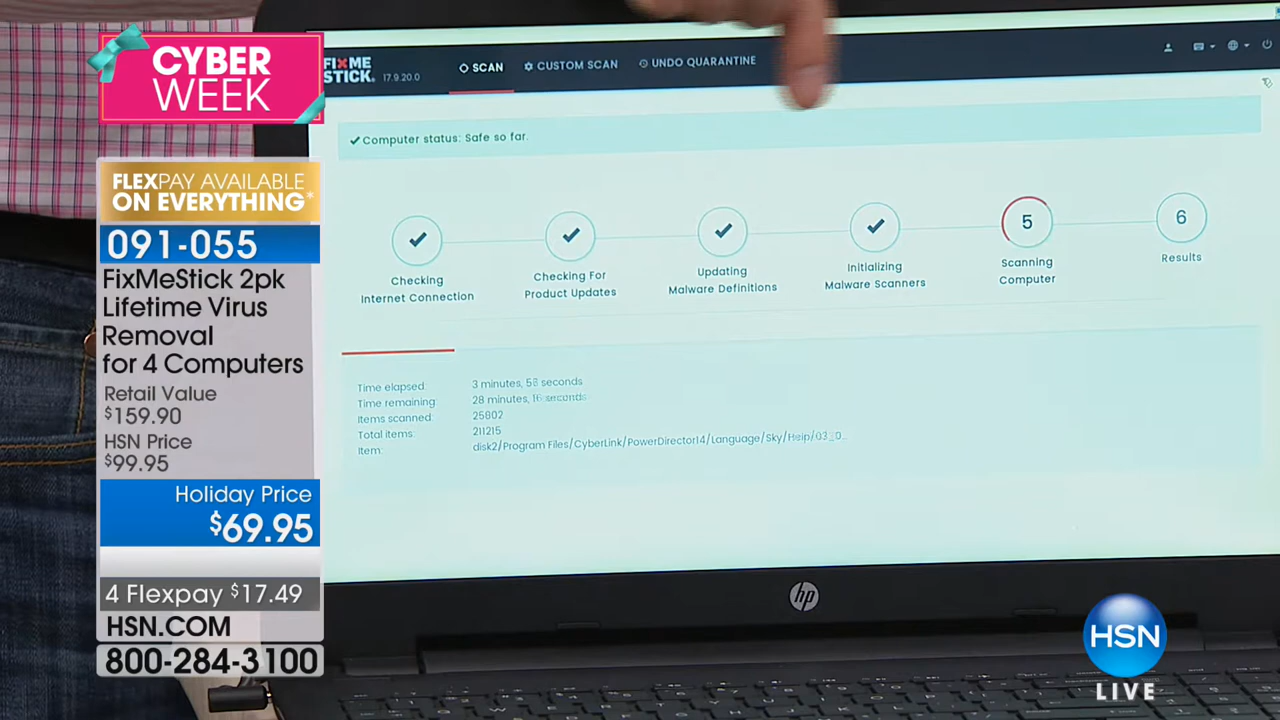 CYBER
WEEK
FLEXPAY AVAILABLE
ON EVERYTHING*
091-055
FixMeStick 2pk
Lifetime Virus
Removal
for 4 Computers
Retail Value
$159.90
HSN Price
$99.95
Holiday Price
$69.95
4 Flexpay $17.49
HSN.COM
800-284-3100
FIXME
STICK. 17.9.20.0
SCAN
CUSTOM SCAN
UNDO QUARANTINE
Computer status: Safe so far.
5
6
Checking
Internet Connection
Checking For
Product Updates
Updating
Malware Definitions
Initializing
Malware Scanners
Scanning
Computer
Results
Time elapsed: 3 minutes, 58 seconds
Time remaining: 28 minutes, 16 seconds
Items scanned: 25802
Total items: 211215
Item: disk2/Program Files/CyberLink/PowerDirector14/Language/Sky/Help/03_0...
hp
HSN
LIVE